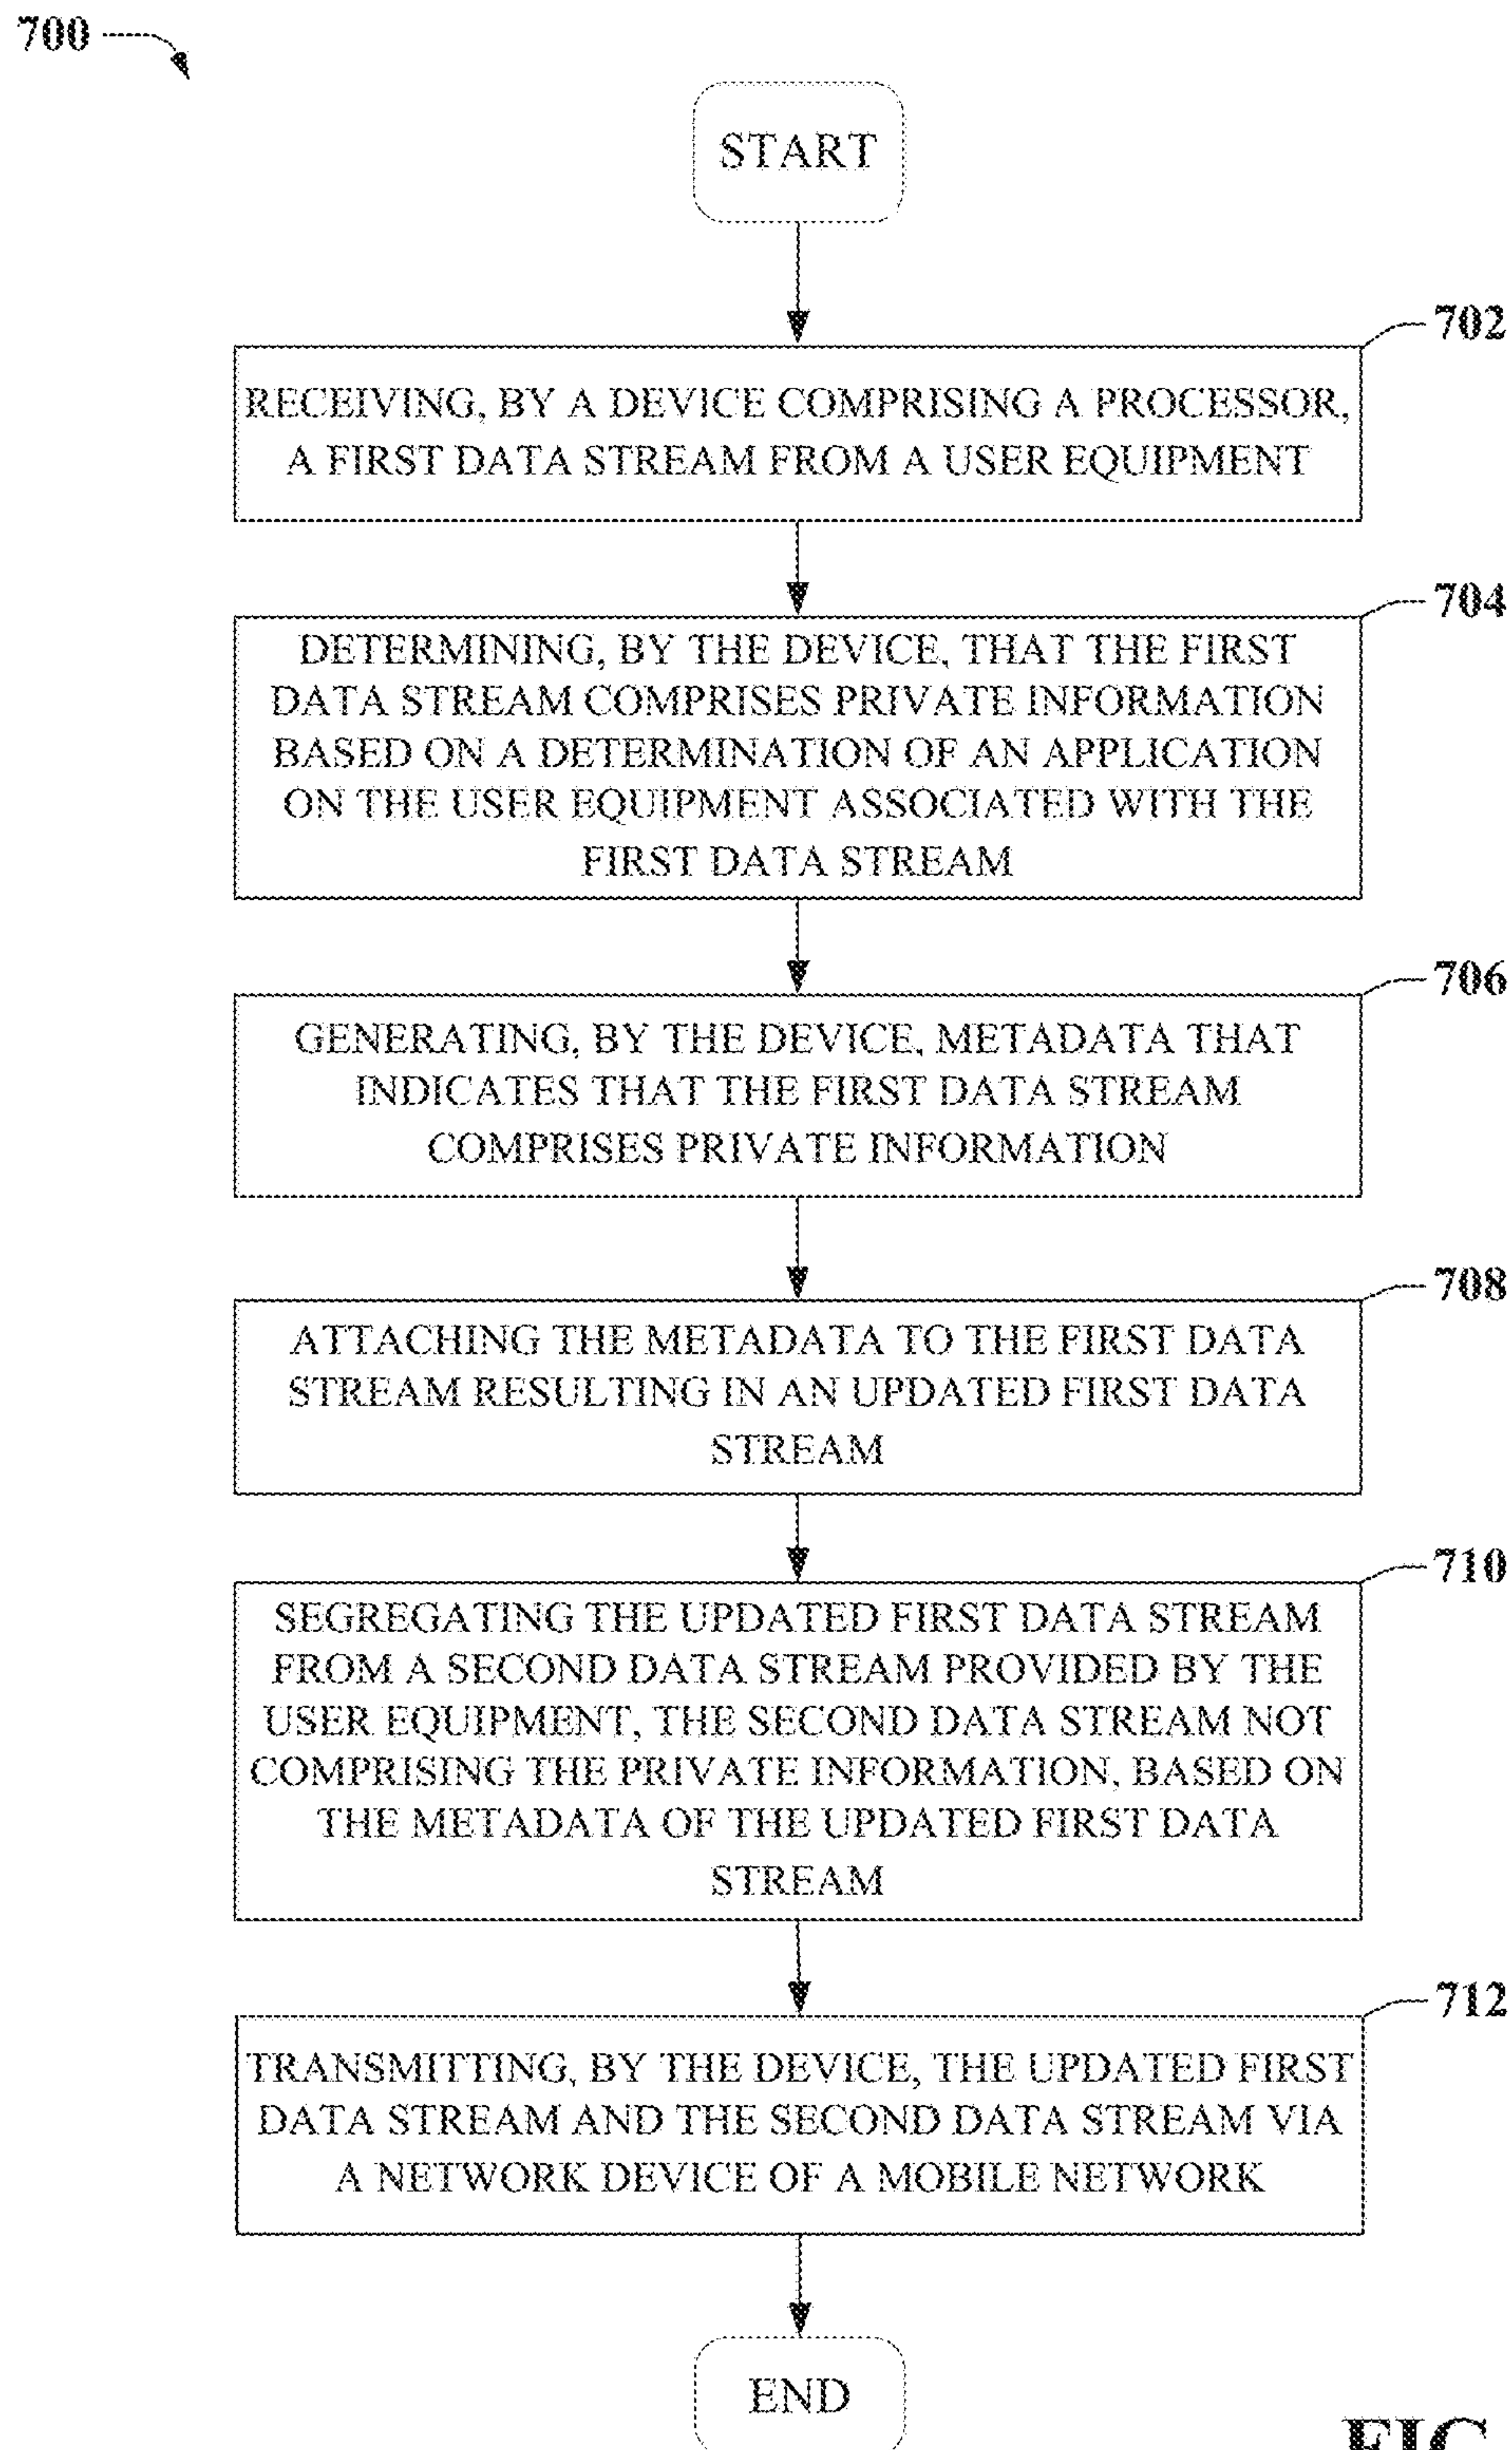 700
START
702
RECEIVING, BY A DEVICE COMPRISING A PROCESSOR,
A FIRST DATA STREAM FROM A USER EQUIPMENT
704
DETERMINING, BY THE DEVICE, THAT THE FIRST
DATA STREAM COMPRISES PRIVATE INFORMATION
BASED ON A DETERMINATION OF AN APPLICATION
ON THE USER EQUIPMENT ASSOCIATED WITH THE
FIRST DATA STREAM
706
GENERATING, BY THE DEVICE, METADATA THAT
INDICATES THAT THE FIRST DATA STREAM
COMPRISES PRIVATE INFORMATION
708
ATTACHING THE METADATA TO THE FIRST DATA
STREAM RESULTING IN AN UPDATED FIRST DATA
STREAM
710
SEGREGATING THE UPDATED FIRST DATA STREAM
FROM A SECOND DATA STREAM PROVIDED BY THE
USER EQUIPMENT, THE SECOND DATA STREAM NOT
COMPRISING THE PRIVATE INFORMATION, BASED ON
THE METADATA OF THE UPDATED FIRST DATA
STREAM
712
TRANSMITTING, BY THE DEVICE, THE UPDATED FIRST
DATA STREAM AND THE SECOND DATA STREAM VIA
A NETWORK DEVICE OF A MOBILE NETWORK
END
FIG